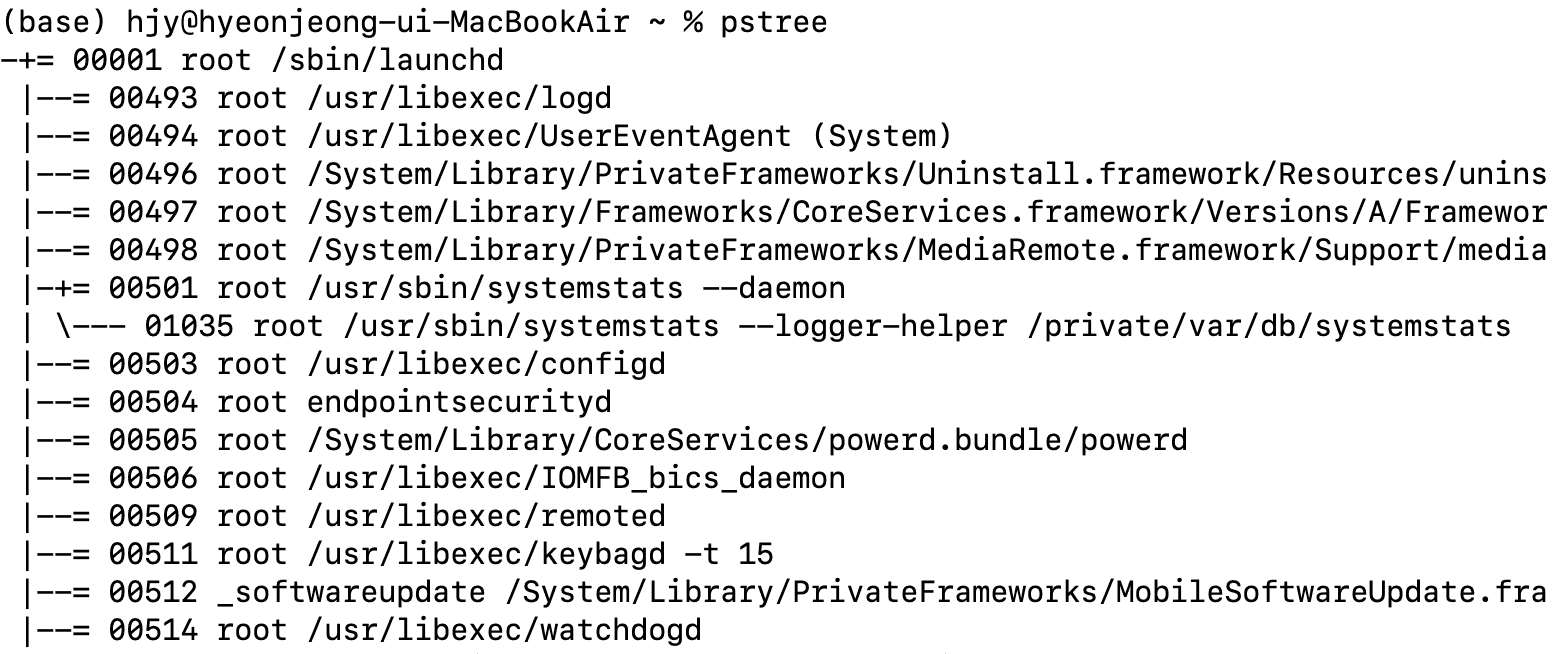 (base) hjy@hyeonjeong-ui-MacBookAir ~ % pstree
-+= 00001 root /sbin/launchd
 |--= 00493 root /usr/libexec/logd
 |--= 00494 root /usr/libexec/UserEventAgent (System)
 |--= 00496 root /System/Library/PrivateFrameworks/Uninstall.framework/Resources/unins
 |--= 00497 root /System/Library/Frameworks/CoreServices.framework/Versions/A/Framewor
 |--= 00498 root /System/Library/PrivateFrameworks/MediaRemote.framework/Support/media
 |-+= 00501 root /usr/sbin/systemstats --daemon
 | \--- 01035 root /usr/sbin/systemstats --logger-helper /private/var/db/systemstats
 |--= 00503 root /usr/libexec/configd
 |--= 00504 root endpointsecurityd
 |--= 00505 root /System/Library/CoreServices/powerd.bundle/powerd
 |--= 00506 root /usr/libexec/IOMFB_bics_daemon
 |--= 00509 root /usr/libexec/remoted
 |--= 00511 root /usr/libexec/keybagd -t 15
 |--= 00512 _softwareupdate /System/Library/PrivateFrameworks/MobileSoftwareUpdate.fra
 |--= 00514 root /usr/libexec/watchdogd